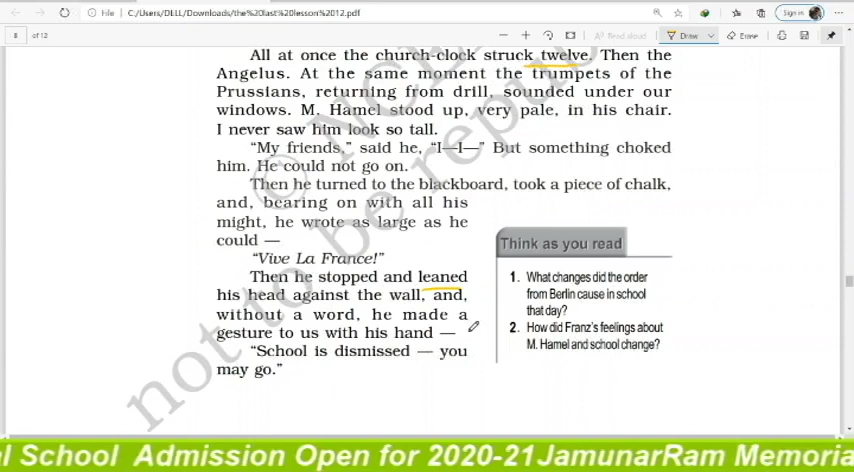 File
C:/Users/DELL/Downloads/the%20last%20lesson%2012.pdf
Sign in
8 of 12
Read aloud
Draw
Erase
All at once the church-clock struck twelve. Then the
Angelus. At the same moment the trumpets of the
Prussians, returning from drill, sounded under our
windows. M. Hamel stood up, very pale, in his chair.
I never saw him look so tall.
“My friends,” said he, “I—I—” But something choked
him. He could not go on.
Then he turned to the blackboard, took a piece of chalk,
and, bearing on with all his
might, he wrote as large as he
could —
“Vive La France!”
Then he stopped and leaned
his head against the wall, and,
without a word, he made a
gesture to us with his hand —
“School is dismissed — you
may go.”
Think as you read
1. What changes did the order
from Berlin cause in school
that day?
2. How did Franz’s feelings about
M. Hamel and school change?
not to be republ
© NC
l School Admission Open for 2020-21 JamunarRam Memoria